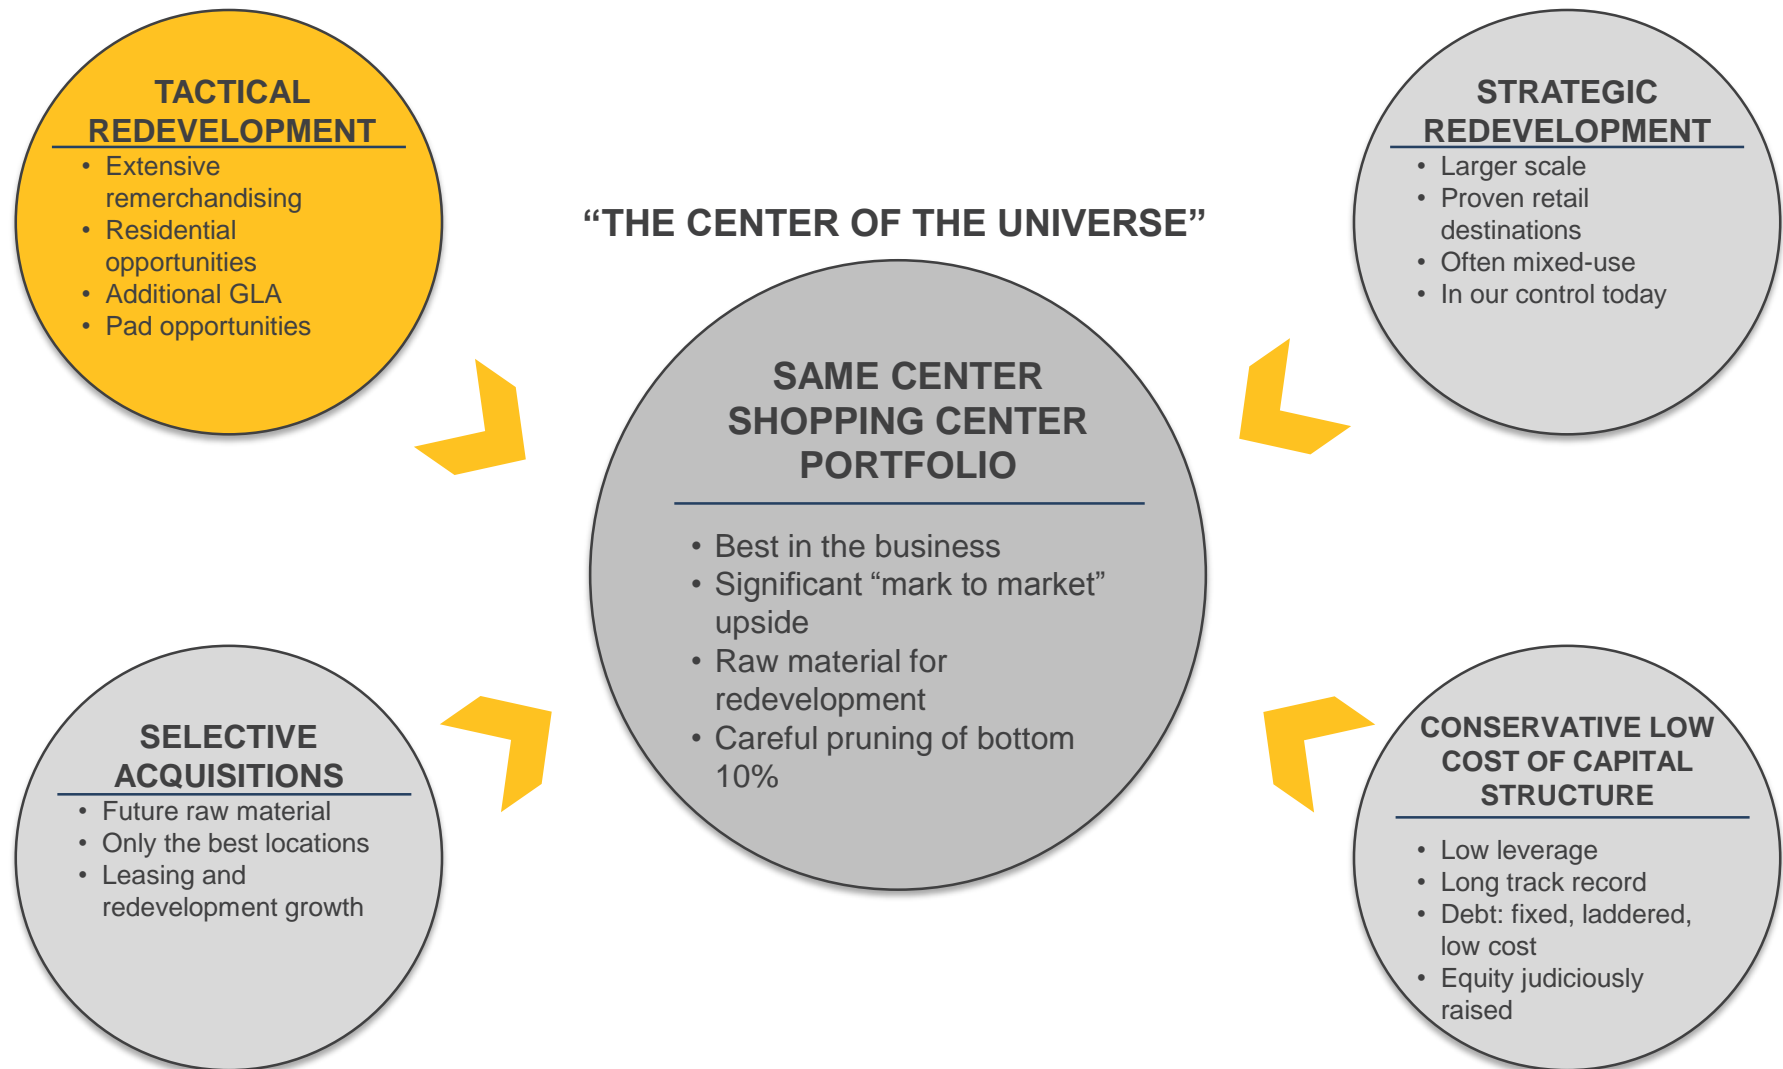 TACTICAL
REDEVELOPMENT
• Extensive
remerchandising
• Residential
opportunities
• Additional GLA
• Pad opportunities
STRATEGIC
REDEVELOPMENT
• Larger scale
• Proven retail
destinations
• Often mixed-use
• In our control today
“THE CENTER OF THE UNIVERSE”
SAME CENTER
SHOPPING CENTER
PORTFOLIO
• Best in the business
• Significant “mark to market”
upside
• Raw material for
redevelopment
• Careful pruning of bottom
10%
SELECTIVE
ACQUISITIONS
• Future raw material
• Only the best locations
• Leasing and
redevelopment growth
CONSERVATIVE LOW
COST OF CAPITAL
STRUCTURE
• Low leverage
• Long track record
• Debt: fixed, laddered,
low cost
• Equity judiciously
raised